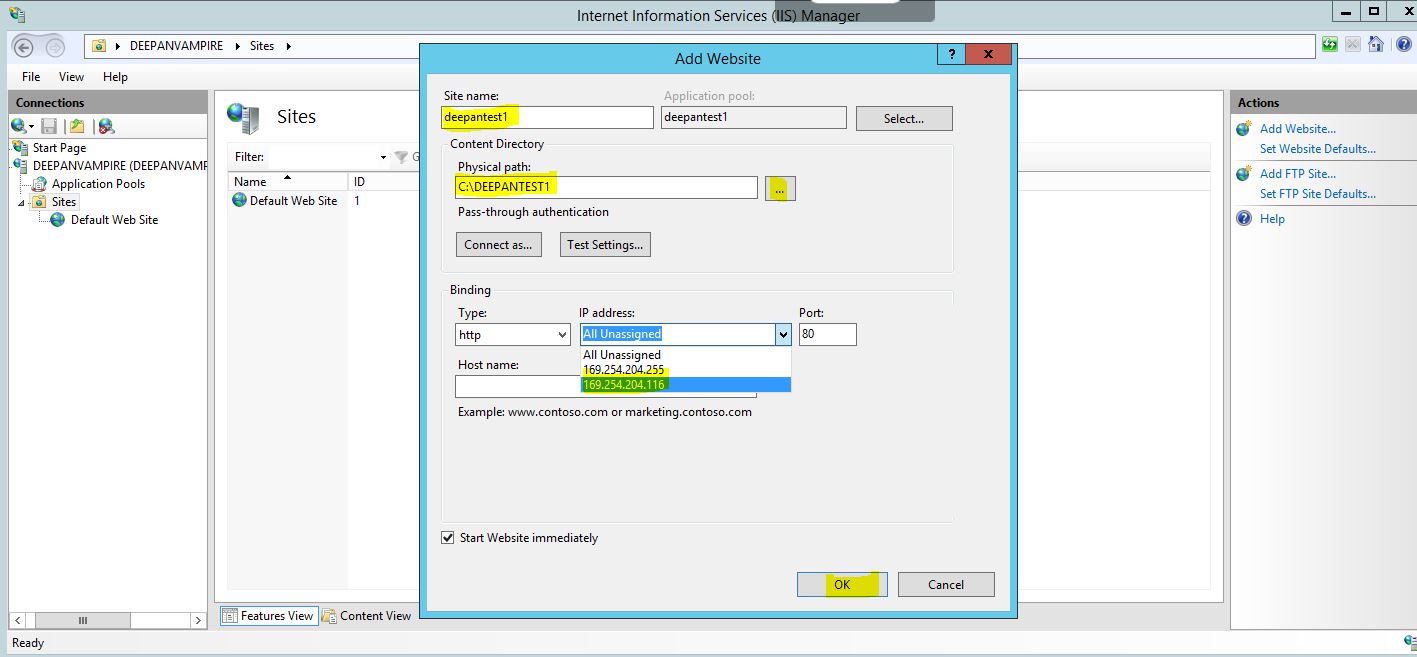 Internet Information Services (IIS) Manager
DEEPANVAMPIRE Sites
File View Help
Connections
Start Page
DEEPANVAMPIRE (DEEPANVAMP
Application Pools
Sites
Default Web Site
Sites
Filter: G
Name ID
Default Web Site 1
Features View Content View
Ready
Add Website
? X
Site name: Application pool:
deepantest1 deepantest1 Select...
Content Directory
Physical path:
C:\DEEPANTEST1 ...
Pass-through authentication
Connect as... Test Settings...
Binding
Type: IP address: Port:
http All Unassigned 80
All Unassigned
169.254.204.255
169.254.204.116
Host name:
Example: www.contoso.com or marketing.contoso.com
Start Website immediately
OK Cancel
Actions
Add Website...
Set Website Defaults...
Add FTP Site...
Set FTP Site Defaults...
Help